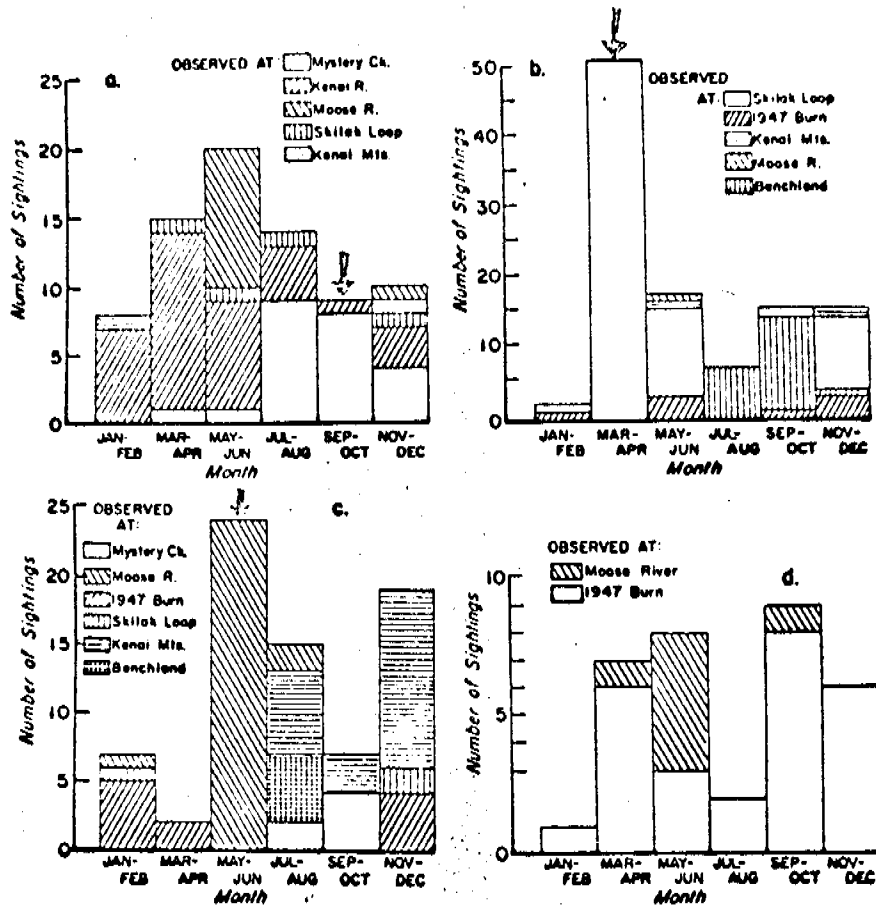 a.
OBSERVED AT:
Mystery Ck.
Kenai R.
Moose R.
Skilak Loop
Kenai Mts.
Number of Sightings
25
20
15
10
5
0
JAN-FEB
MAR-APR
MAY-JUN
JUL-AUG
SEP-OCT
NOV-DEC
Month
b.
OBSERVED AT:
Skilak Loop
1947 Burn
Kenai Mts.
Moose R.
Benchland
Number of Sightings
50
40
30
20
10
0
JAN-FEB
MAR-APR
MAY-JUN
JUL-AUG
SEP-OCT
NOV-DEC
Month
c.
OBSERVED AT:
Mystery Ck.
Moose R.
1947 Burn
Skilak Loop
Kenai Mts.
Benchland
Number of Sightings
25
20
15
10
5
0
JAN-FEB
MAR-APR
MAY-JUN
JUL-AUG
SEP-OCT
NOV-DEC
Month
d.
OBSERVED AT:
Moose River
1947 Burn
Number of Sightings
10
5
0
JAN-FEB
MAR-APR
MAY-JUN
JUL-AUG
SEP-OCT
NOV-DEC
Month